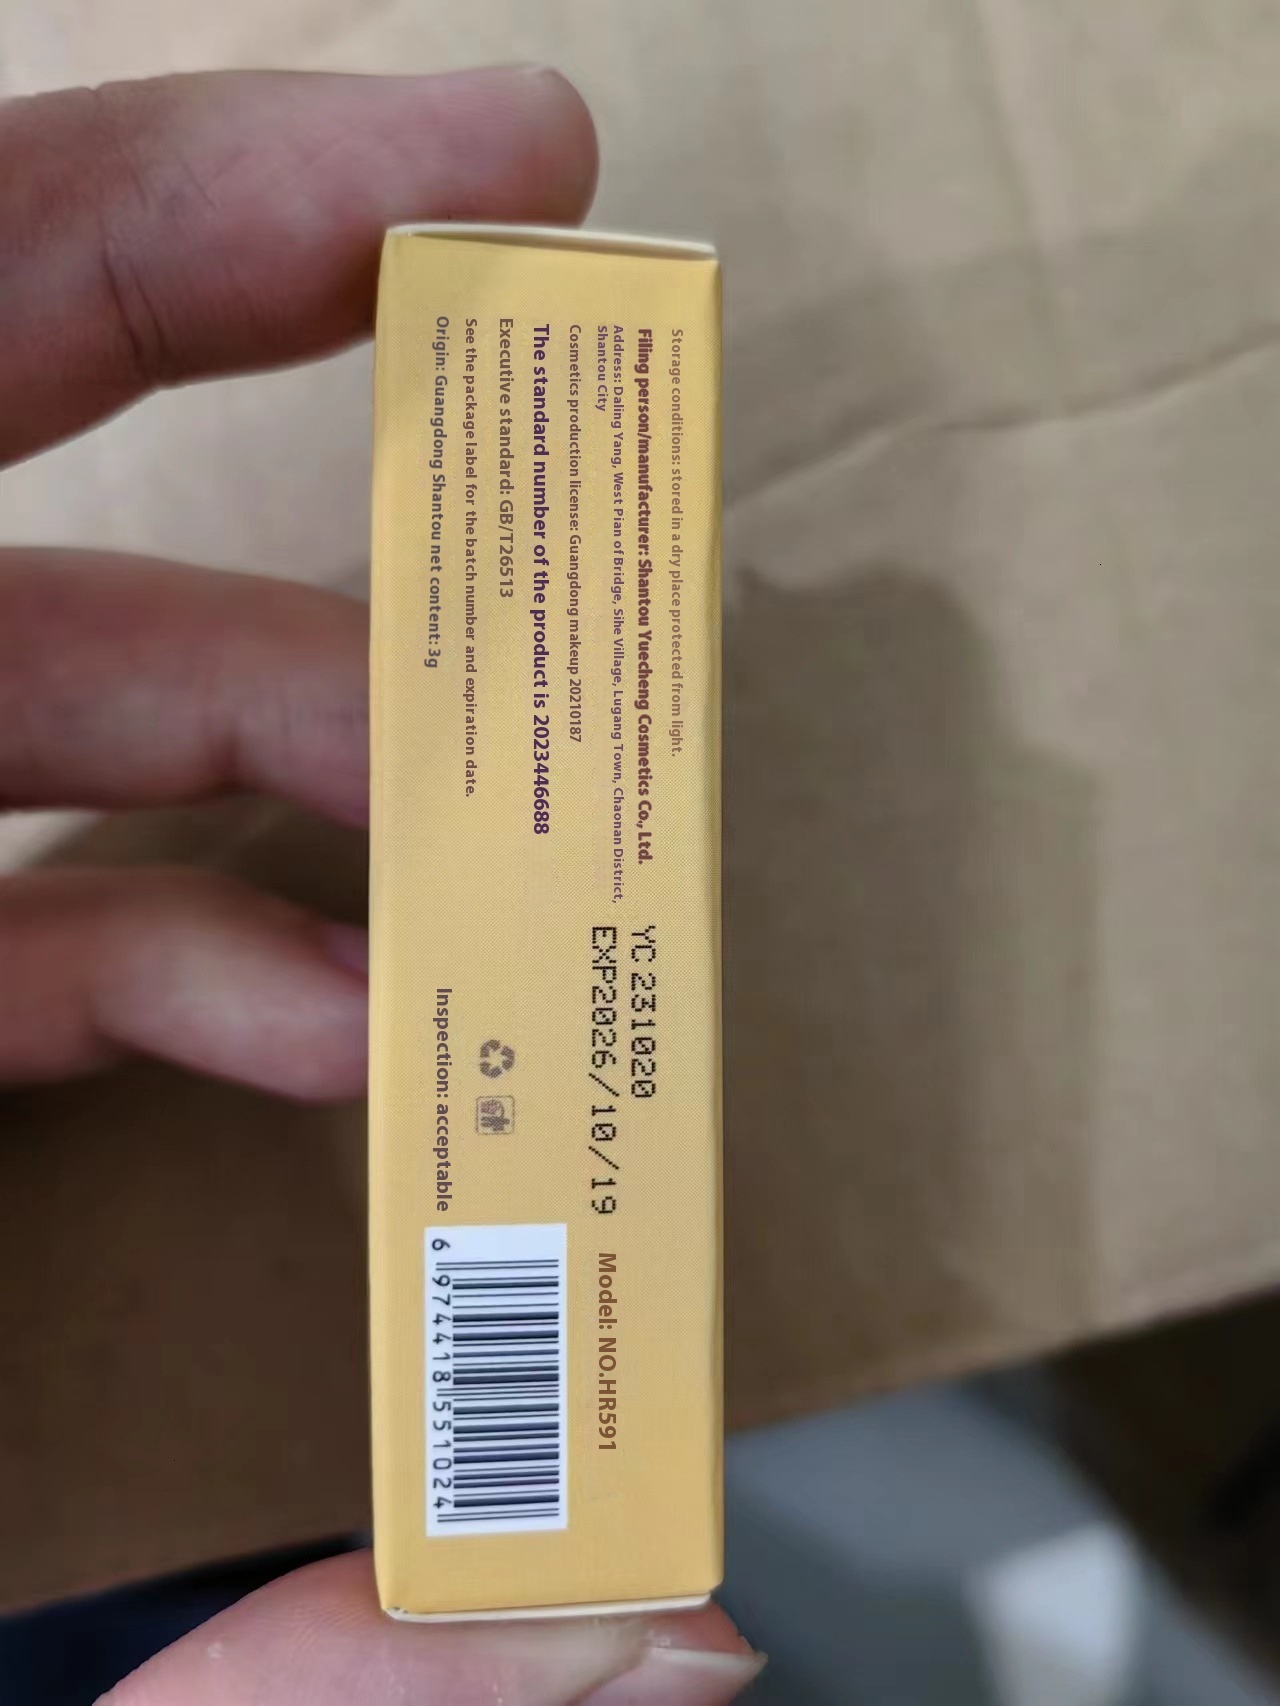 Storage conditions: stored in a dry place protected from light.
Filing person/manufacturer: Shantou Yuecheng Cosmetics Co., Ltd.
Address: Daling Yang, West Pian of Bridge, Sihe Village, Lugang Town, Chaonan District,
Shantou City
Cosmetics production license: Guangdong makeup 20210187
The standard number of the product is 2023446688
Executive standard: GB/T26513
See the package label for the batch number and expiration date.
Origin: Guangdong Shantou net content: 3g
YC 231020
EXP2026/10/19
Inspection: acceptable
Model: NO.HR591
6 974418 551024